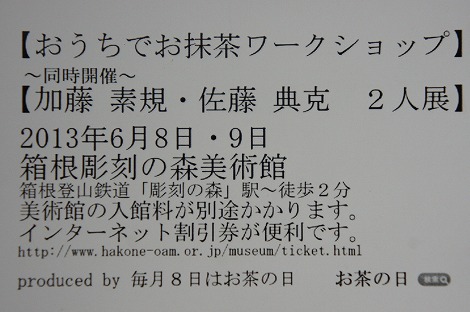 【おうちでお抹茶ワークショップ】
～同時開催～
【加藤 素規・佐藤 典克　２人展】
2013年6月8日・9日
箱根彫刻の森美術館
箱根登山鉄道「彫刻の森」駅～徒歩２分
美術館の入館料が別途かかります。
インターネット割引券が便利です。
http://www.hakone-oam.or.jp/museum/ticket.html
produced by 毎月８日はお茶の日　　お茶の日 検索